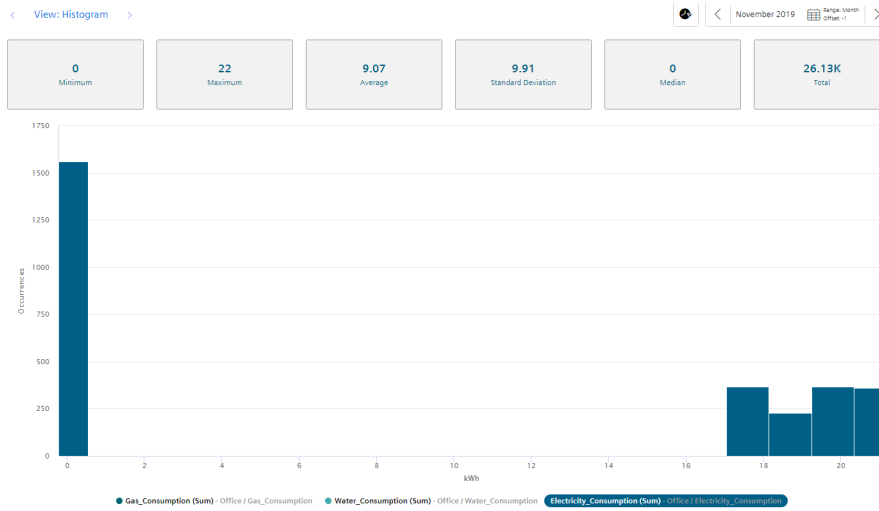 View: Histogram
November 2019
Range: Month
Offset: -1
0
Minimum
22
Maximum
9.07
Average
9.91
Standard Deviation
0
Median
26.13K
Total
1750
1500
1250
1000
750
500
250
0
Occurrences
0 2 4 6 8 10 12 14 16 18 20
kWh
Gas_Consumption (Sum) - Office / Gas_Consumption Water_Consumption (Sum) - Office / Water_Consumption Electricity_Consumption (Sum) - Office / Electricity_Consumption